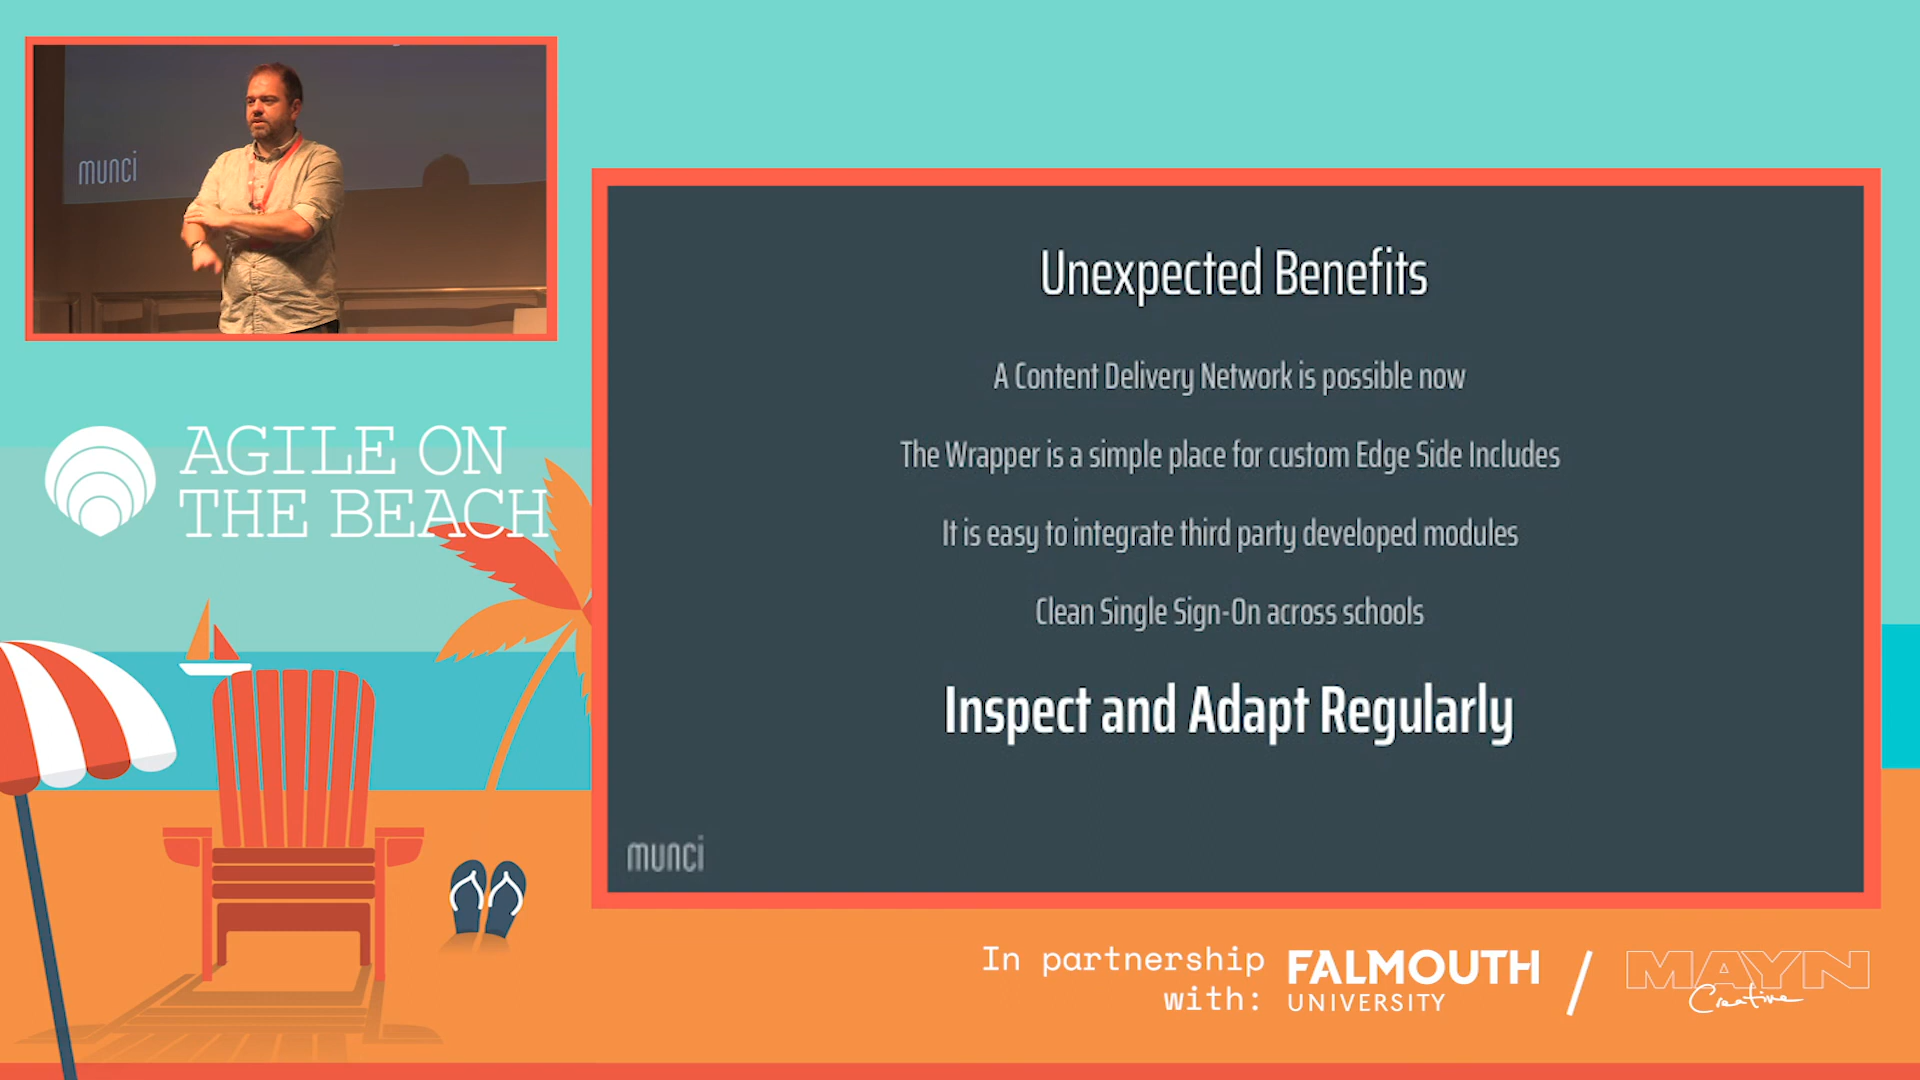 munci
AGILE ON
THE BEACH
Unexpected Benefits
A Content Delivery Network is possible now
The Wrapper is a simple place for custom Edge Side Includes
It is easy to integrate third party developed modules
Clean Single Sign-On across schools
Inspect and Adapt Regularly
munci
In partnership
with:
FALMOUTH
UNIVERSITY
/
MAYN
Creative